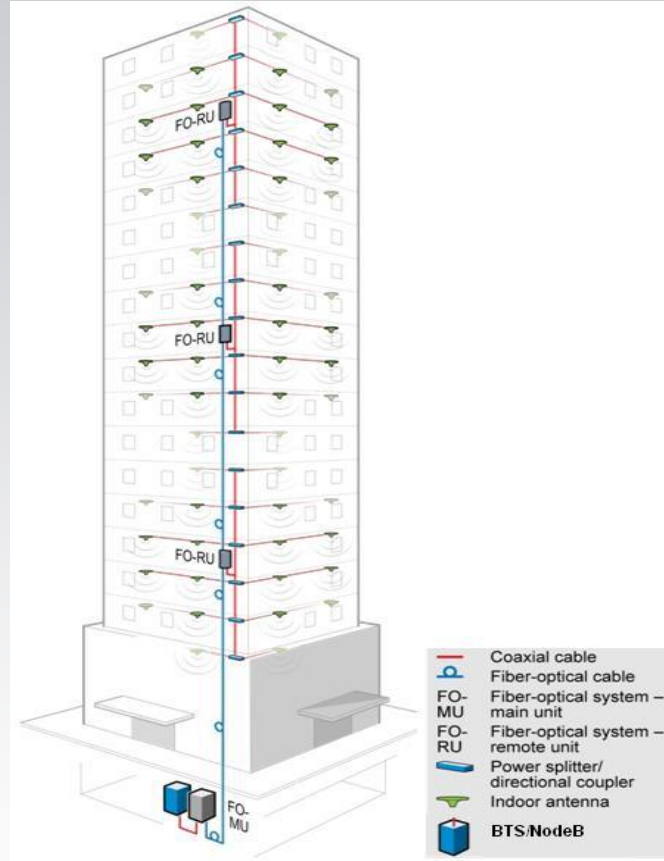 FO-RU
FO-RU
FO-RU
FO-
MU
Coaxial cable
Fiber-optical cable
FO-
MU
Fiber-optical system –
main unit
FO-
RU
Fiber-optical system –
remote unit
Power splitter/
directional coupler
Indoor antenna
BTS/NodeB